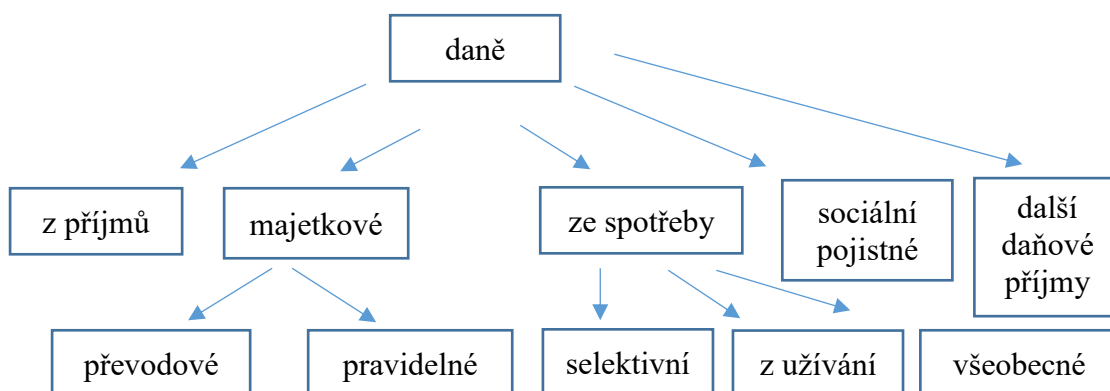 daně
z příjmů
majetkové
ze spotřeby
sociální
pojistné
další
daňové
příjmy
převodové
pravidelné
selektivní
z užívání
všeobecné